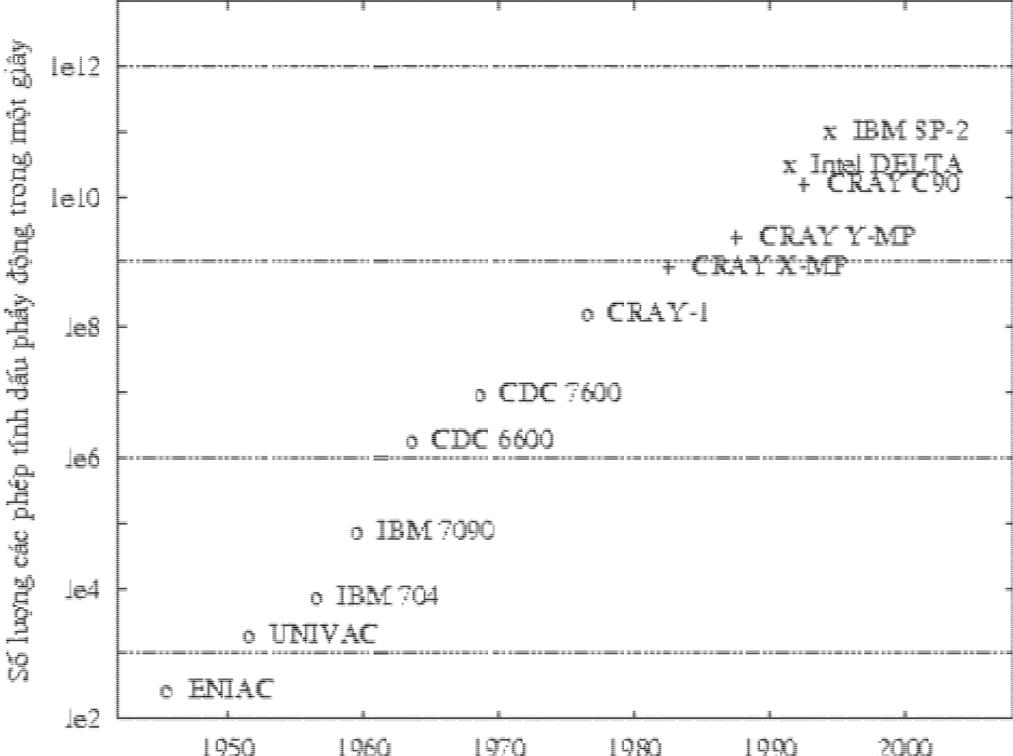 Số lượng các phép tính dấu phẩy động trong một giây
1e12
IBM SP-2
Intel DELTA
1e10
CRAY C90
CRAY Y-MP
CRAY X-MP
1e8
CRAY-1
CDC 7600
CDC 6600
1e6
IBM 7090
1e4
IBM 704
UNIVAC
ENIAC
1e2
1950 1960 1970 1980 1990 2000